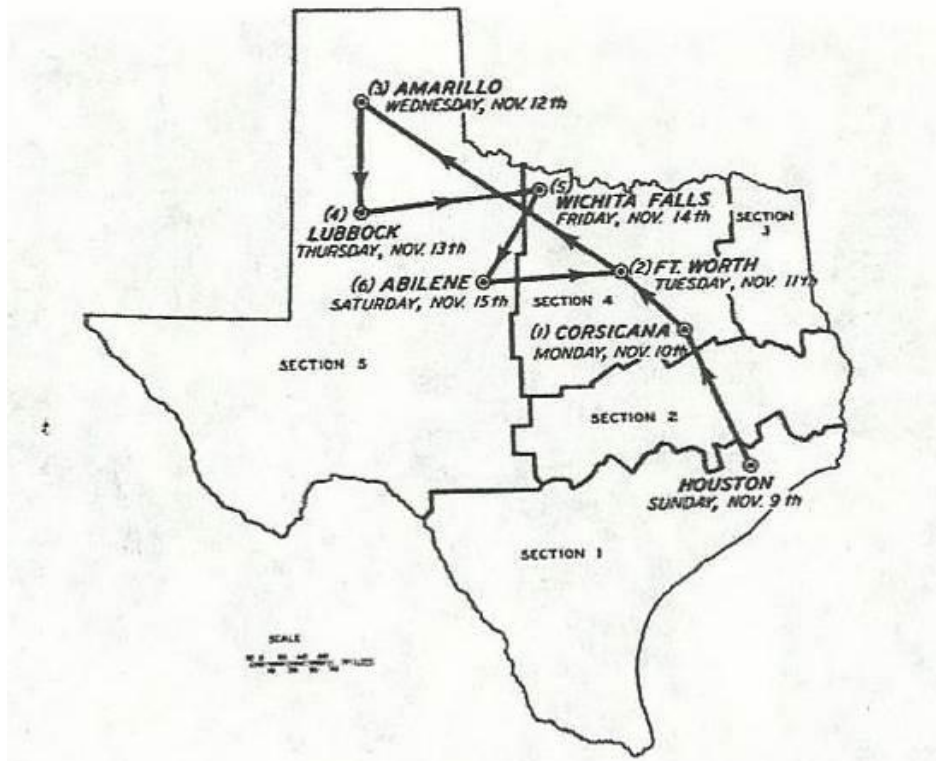 (3) AMARILLO
WEDNESDAY, NOV. 12th
(5)
WICHITA FALLS
FRIDAY, NOV. 14th
SECTION
3
(4)
LUBBOCK
THURSDAY, NOV. 13th
(2) FT. WORTH
TUESDAY, NOV. 11th
(6) ABILENE
SATURDAY, NOV. 15th
SECTION 4
(1) CORSICANA
MONDAY, NOV. 10th
SECTION 5
SECTION 2
HOUSTON
SUNDAY, NOV. 9th
SECTION 1
SCALE